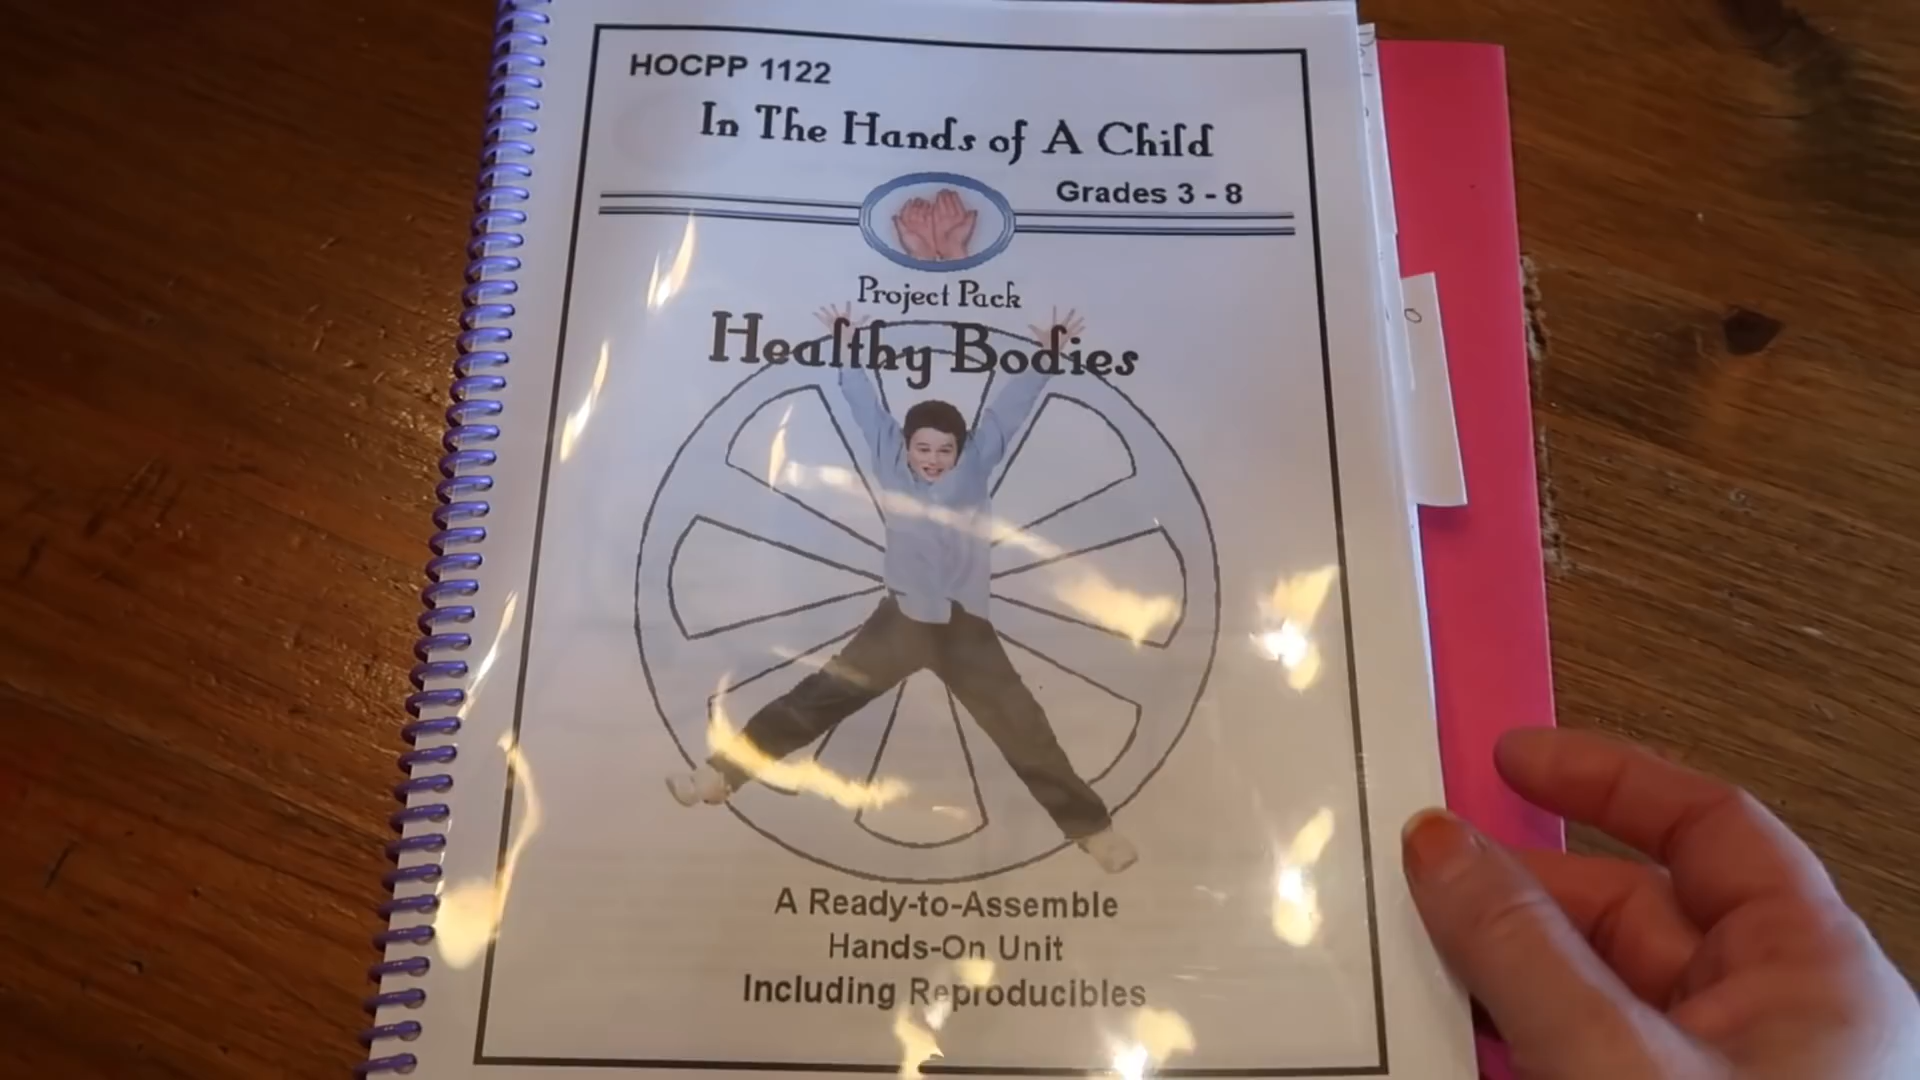 HOCPP 1122
In The Hands of A Child
Grades 3 - 8
Project Pack
Healthy Bodies
A Ready-to-Assemble
Hands-On Unit
Including Reproducibles